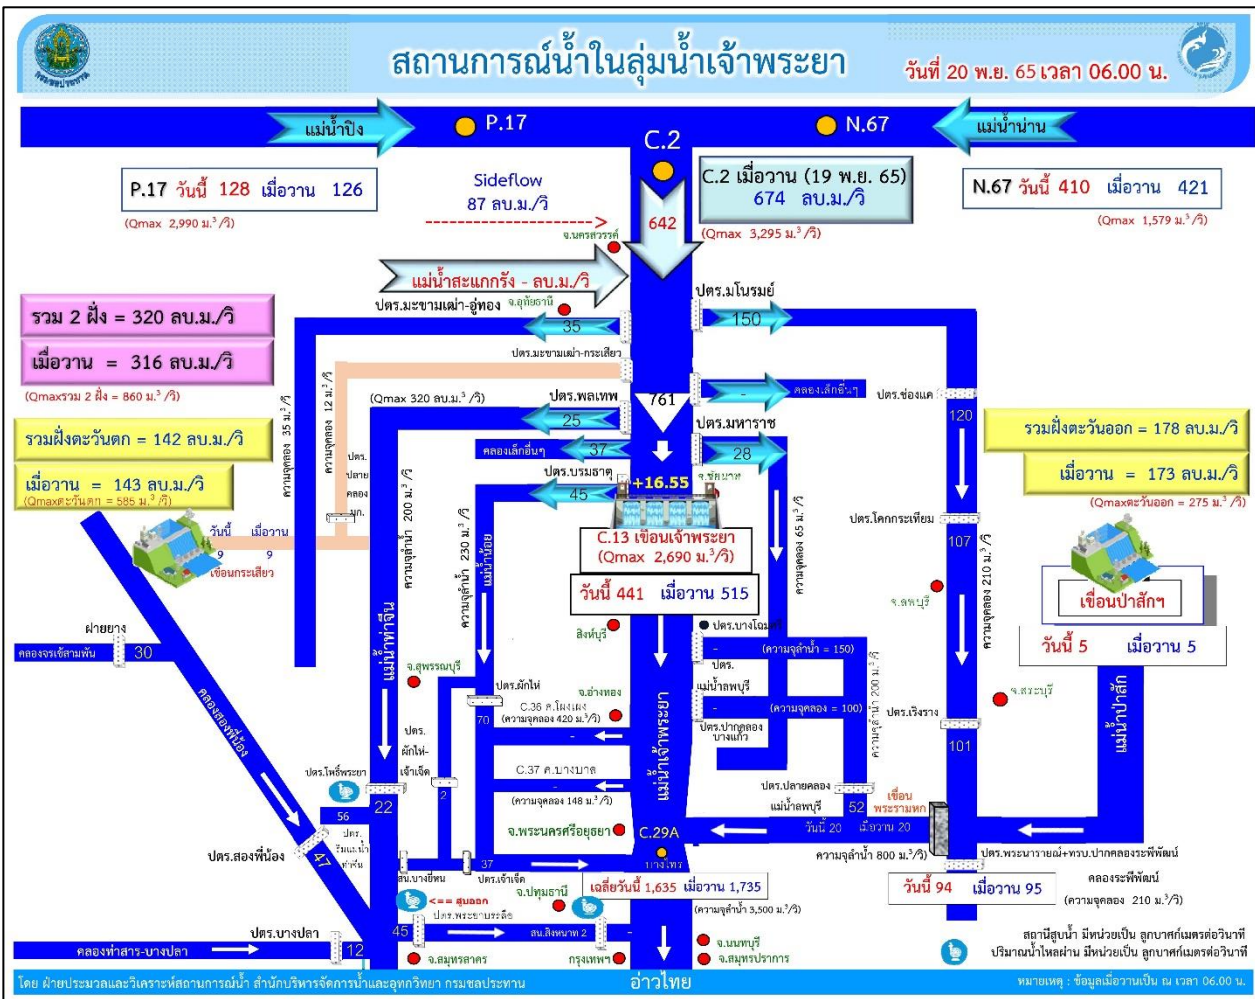 สถานการณ์น้ำในลุ่มน้ำเจ้าพระยา
วันที่ 20 พ.ย. 65 เวลา 06.00 น.
กรมชลประทาน
แม่น้ำปิง
P.17
C.2
N.67
แม่น้ำน่าน
P.17 วันนี้ 128 เมื่อวาน 126
(Qmax 2,990 ม.³/วิ)
Sideflow
87 ลบ.ม./วิ
642
C.2 เมื่อวาน (19 พ.ย. 65)
674 ลบ.ม./วิ
(Qmax 3,295 ม.³/วิ)
N.67 วันนี้ 410 เมื่อวาน 421
(Qmax 1,579 ม.³/วิ)
จ.นครสวรรค์
แม่น้ำสะแกกรัง - ลบ.ม./วิ
ปตร.มะขามเฒ่า-อู่ทอง
จ.อุทัยธานี
35
ปตร.มโนรมย์
150
รวม 2 ฝั่ง = 320 ลบ.ม./วิ
เมื่อวาน = 316 ลบ.ม./วิ
(Qmaxรวม 2 ฝั่ง = 860 ม.³/วิ)
ปตร.มะขามเฒ่า-กระเสียว
ความจุคลอง 35 ม.³/วิ
ความจุคลอง 12 ม.³/วิ
(Qmax 320 ลบ.ม./วิ)
ปตร.พลเทพ
25
761
-
คลองเล็กอื่นๆ
ปตร.ช่องแค
120
รวมฝั่งตะวันตก = 142 ลบ.ม./วิ
เมื่อวาน = 143 ลบ.ม./วิ
(Qmaxตะวันตก = 585 ม.³/วิ)
คลองเล็กอื่นๆ
37
ปตร.มหาราช
28
จ.ชัยนาท
ปตร.บรมธาตุ
45
+16.55
รวมฝั่งตะวันออก = 178 ลบ.ม./วิ
เมื่อวาน = 173 ลบ.ม./วิ
(Qmaxตะวันออก = 275 ม.³/วิ)
ปตร.
ปลาย
คลอง
มก.
ความจุลำน้ำ 200 ม.³/วิ
ความจุลำน้ำ 230 ม.³/วิ
แม่น้ำน้อย
C.13 เขื่อนเจ้าพระยา
(Qmax 2,690 ม.³/วิ)
วันนี้ 441 เมื่อวาน 515
ความจุคลอง 65 ม.³/วิ
ปตร.โคกกระเทียม
107
ความจุคลอง 210 ม.³/วิ
วันนี้ เมื่อวาน
9 9
เขื่อนกระเสียว
เขื่อนป่าสักฯ
วันนี้ 5 เมื่อวาน 5
จ.ลพบุรี
ฝายยาง
คลองจรเข้สามพัน
30
คลองสองพี่น้อง
แม่น้ำท่าจีน
จ.สุพรรณบุรี
สิงห์บุรี
ปตร.บางโฉมศรี
-
(ความจุลำน้ำ = 150)
ปตร.
แม่น้ำลพบุรี
-
(ความจุคลอง = 100)
ปตร.ปากคลอง
บางแก้ว
ความจุลำน้ำ 200 ม.³/วิ
จ.สระบุรี
แม่น้ำป่าสัก
ปตร.ผักไห่
70
จ.อ่างทอง
C.36 ค.โผงเผง
(ความจุคลอง 420 ม.³/วิ)
-
ปตร.เริงราง
101
ปตร.
ผักไห่-
เจ้าเจ็ด
2
แม่น้ำเจ้าพระยา
C.37 ค.บางบาล
-
(ความจุคลอง 148 ม.³/วิ)
ปตร.โพธิ์พระยา
22
56
ปตร.
ริมแม่น้ำ
ท่าจีน
ปตร.ปลายคลอง
แม่น้ำลพบุรี
52
เขื่อน
พระรามหก
วันนี้ 20 เมื่อวาน 20
ความจุลำน้ำ 800 ม.³/วิ)
จ.พระนครศรีอยุธยา
C.29A
บางไทร
ปตร.สองพี่น้อง
47
สน.บางยี่หน
ปตร.เจ้าเจ็ด
37
ปตร.พระนารายณ์+ทรบ.ปากคลองระพีพัฒน์
วันนี้ 94 เมื่อวาน 95
คลองระพีพัฒน์
(ความจุคลอง 210 ม.³/วิ)
เฉลี่ยวันนี้ 1,635 เมื่อวาน 1,735
(ความจุลำน้ำ 3,500 ม.³/วิ)
จ.ปทุมธานี
<== สูบออก
ปตร.พระยาบรรลือ
45
สน.สิงหนาท 2
-
ปตร.บางปลา
คลองท่าสาร-บางปลา
12
จ.สมุทรสาคร
กรุงเทพฯ
จ.นนทบุรี
จ.สมุทรปราการ
สถานีสูบน้ำ มีหน่วยเป็น ลูกบาศก์เมตรต่อวินาที
ปริมาณน้ำไหลผ่าน มีหน่วยเป็น ลูกบาศก์เมตรต่อวินาที
โดย ฝ่ายประมวลและวิเคราะห์สถานการณ์น้ำ สำนักบริหารจัดการน้ำและอุทกวิทยา กรมชลประทาน
อ่าวไทย
หมายเหตุ : ข้อมูลเมื่อวานเป็น ณ เวลา 06.00 น.